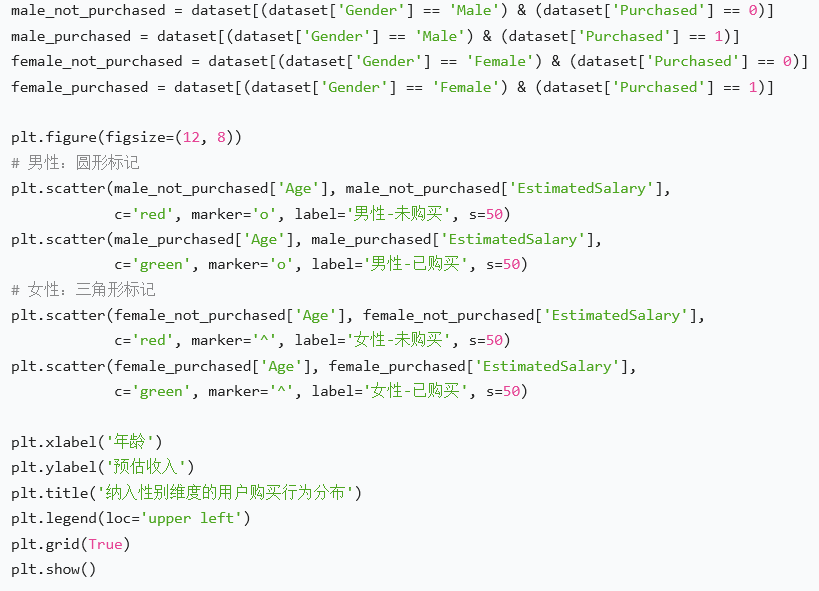 male_not_purchased = dataset[(dataset['Gender'] == 'Male') & (dataset['Purchased'] == 0)]
male_purchased = dataset[(dataset['Gender'] == 'Male') & (dataset['Purchased'] == 1)]
female_not_purchased = dataset[(dataset['Gender'] == 'Female') & (dataset['Purchased'] == 0)]
female_purchased = dataset[(dataset['Gender'] == 'Female') & (dataset['Purchased'] == 1)]

plt.figure(figsize=(12, 8))
# 男性：圆形标记
plt.scatter(male_not_purchased['Age'], male_not_purchased['EstimatedSalary'],
            c='red', marker='o', label='男性-未购买', s=50)
plt.scatter(male_purchased['Age'], male_purchased['EstimatedSalary'],
            c='green', marker='o', label='男性-已购买', s=50)
# 女性：三角形标记
plt.scatter(female_not_purchased['Age'], female_not_purchased['EstimatedSalary'],
            c='red', marker='^', label='女性-未购买', s=50)
plt.scatter(female_purchased['Age'], female_purchased['EstimatedSalary'],
            c='green', marker='^', label='女性-已购买', s=50)

plt.xlabel('年龄')
plt.ylabel('预估收入')
plt.title('纳入性别维度的用户购买行为分布')
plt.legend(loc='upper left')
plt.grid(True)
plt.show()